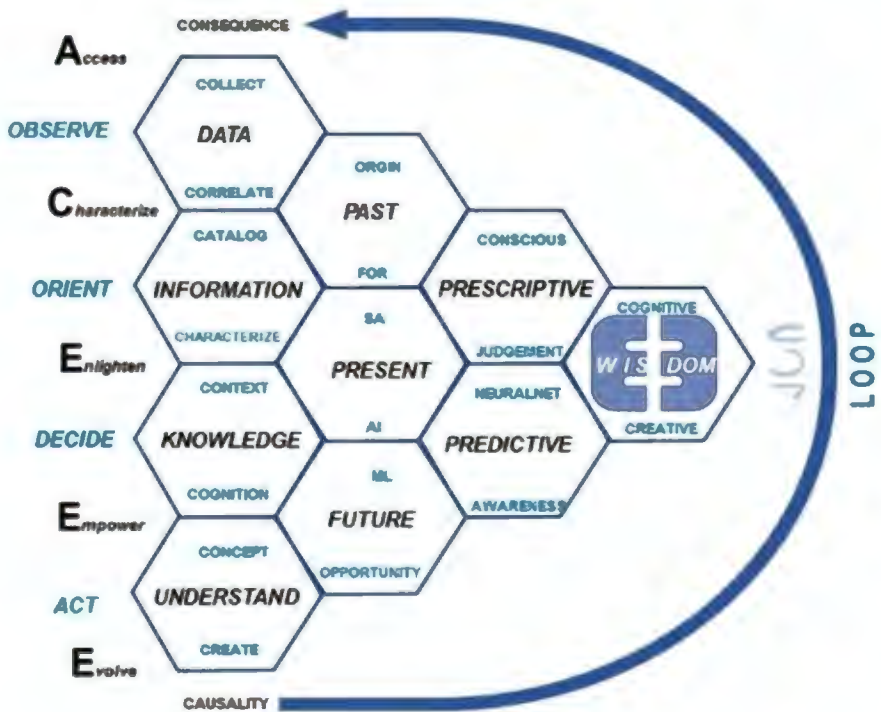 CONSEQUENCE
Access
COLLECT
OBSERVE
DATA
CORRELATE
Characterize
CATALOG
ORIENT
INFORMATION
CHARACTERIZE
Enlighten
CONTEXT
DECIDE
KNOWLEDGE
COGNITION
Empower
CONCEPT
ACT
UNDERSTAND
CREATE
Evolve
CAUSALITY
ORGIN
PAST
FOR
SA
PRESENT
AI
ML
FUTURE
OPPORTUNITY
CONSCIOUS
PRESCRIPTIVE
JUDGEMENT
NEURALNET
PREDICTIVE
AWARENESS
COGNITIVE
WISDOM
CREATIVE
LOOP